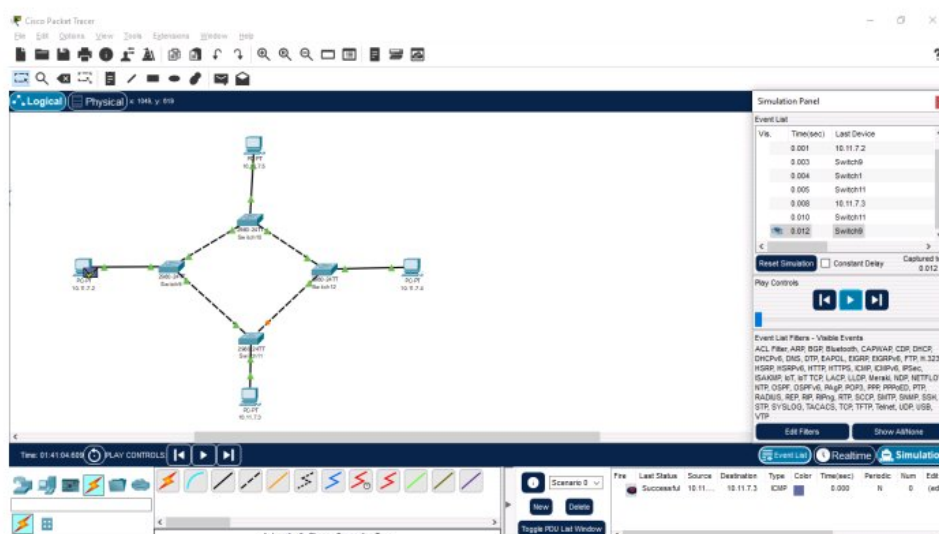 Cisco Packet Tracer
File Edit Options View Tools Extensions Window Help
Logical Physical x: 1049, y: 519
PC-PT
2960-24TT
Switch10
PC-PT
10.11.7.2
2960-24TT
2960-24TT
Switch12
PC-PT
10.11.7.4
2960-24TT
Switch11
PC-PT
10.11.7.3
Simulation Panel
Event List
Vis. Time(sec) Last Device
0.001 10.11.7.2
0.003 Switch9
0.004 Switch1
0.005 Switch11
0.008 10.11.7.3
0.010 Switch11
0.012 Switch9
Reset Simulation Constant Delay Captured to
0.012
Play Controls
Event List Filters - Visible Events
ACL Filter, ARP, BGP, Bluetooth, CAPWAP, CDP, DHCP,
DHCPv6, DNS, DTP, EAPOL, EIGRP, EIGRPv6, FTP, H.323,
HSRP, HSRPv6, HTTP, HTTPS, ICMP, ICMPv6, IPSec,
ISAKMP, IoT, IoT TCP, LACP, LLDP, Meraki, NDP, NETFLO
NTP, OSPF, OSPFv6, PAgP, POP3, PPP, PPPoED, PTP,
RADIUS, REP, RIP, RIPng, RTP, SCCP, SMTP, SNMP, SSH,
STP, SYSLOG, TACACS, TCP, TFTP, Telnet, UDP, USB,
VTP
Edit Filters Show All/None
Time: 01:41:04.609 PLAY CONTROLS:
Event List Realtime Simulatio
Scenario 0
New Delete
Toggle PDU List Window
Fire Last Status Source Destination Type Color Time(sec) Periodic Num Edit
Successful 10.11... 10.11.7.3 ICMP 0.000 N 0 (ed